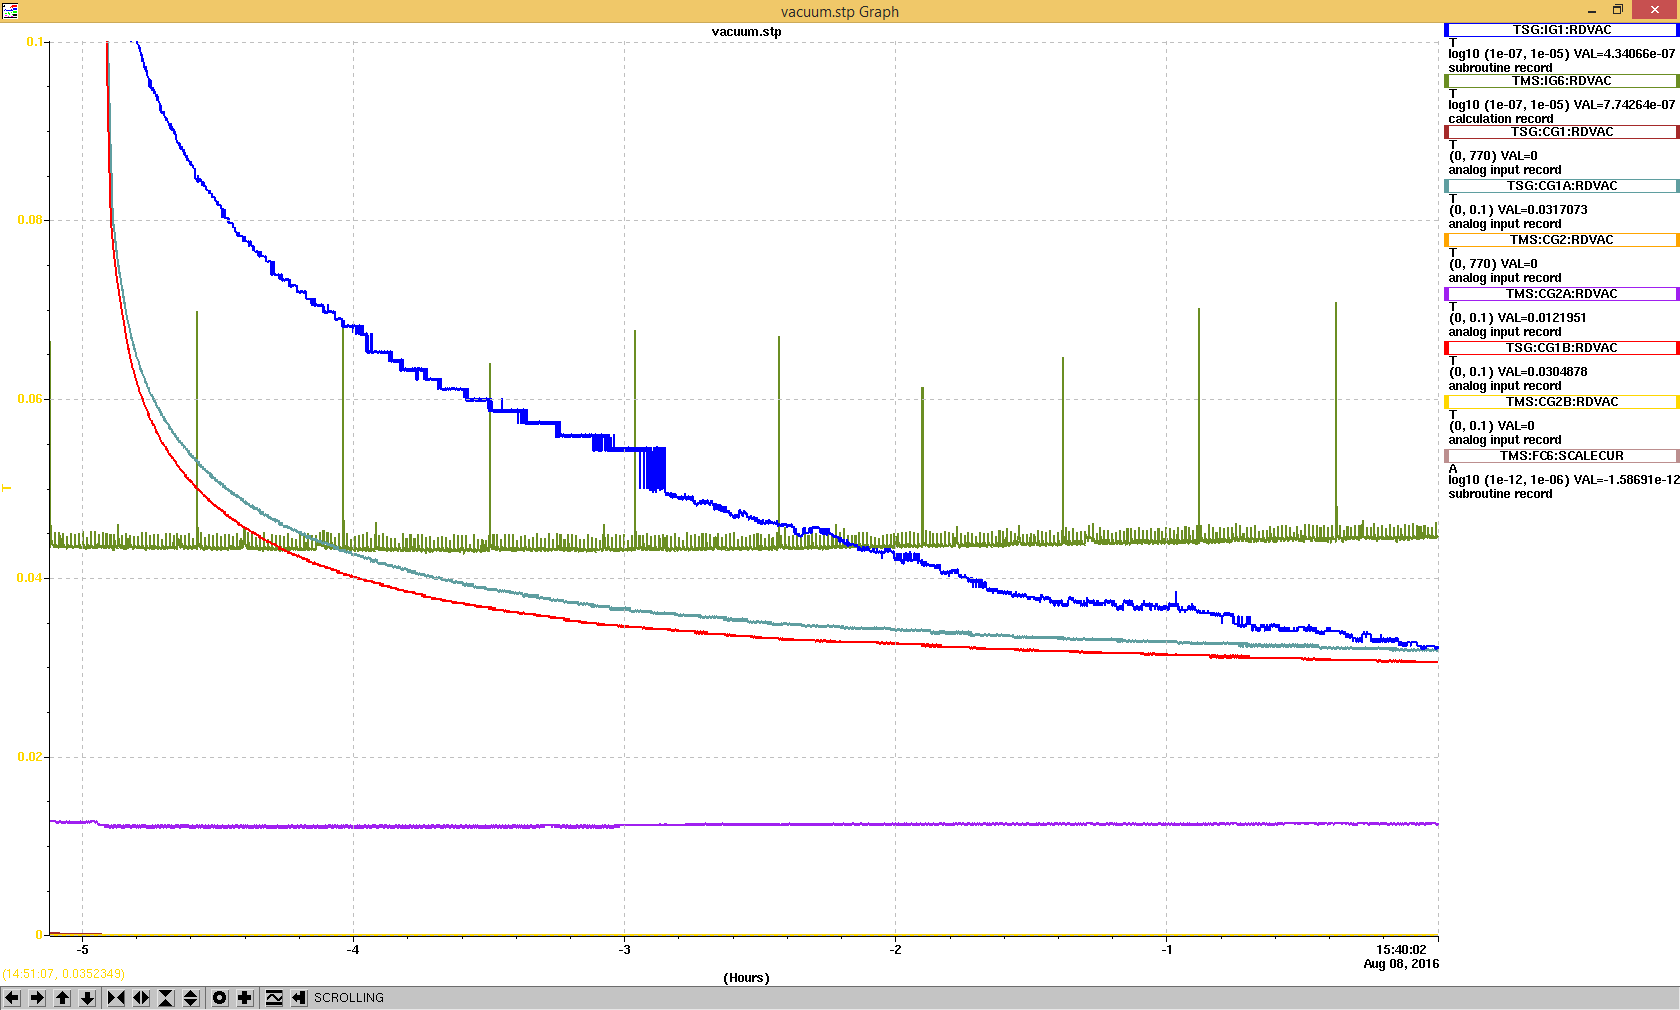 vacuum.stp Graph
vacuum.stp
0.1
0.08
0.06
T
0.04
0.02
0
-5
-4
-3
-2
-1
15:40:02
Aug 08, 2016
(14:51:07, 0.0352349)
(Hours)
TSG:IG1:RDVAC
T
log10 (1e-07, 1e-05) VAL=4.34066e-07
subroutine record
TMS:IG6:RDVAC
T
log10 (1e-07, 1e-05) VAL=7.74264e-07
calculation record
TSG:CG1:RDVAC
T
(0, 770) VAL=0
analog input record
TSG:CG1A:RDVAC
T
(0, 0.1) VAL=0.0317073
analog input record
TMS:CG2:RDVAC
T
(0, 770) VAL=0
analog input record
TMS:CG2A:RDVAC
T
(0, 0.1) VAL=0.0121951
analog input record
TSG:CG1B:RDVAC
T
(0, 0.1) VAL=0.0304878
analog input record
TMS:CG2B:RDVAC
T
(0, 0.1) VAL=0
analog input record
TMS:FC6:SCALECUR
A
log10 (1e-12, 1e-06) VAL=-1.58691e-12
subroutine record
SCROLLING